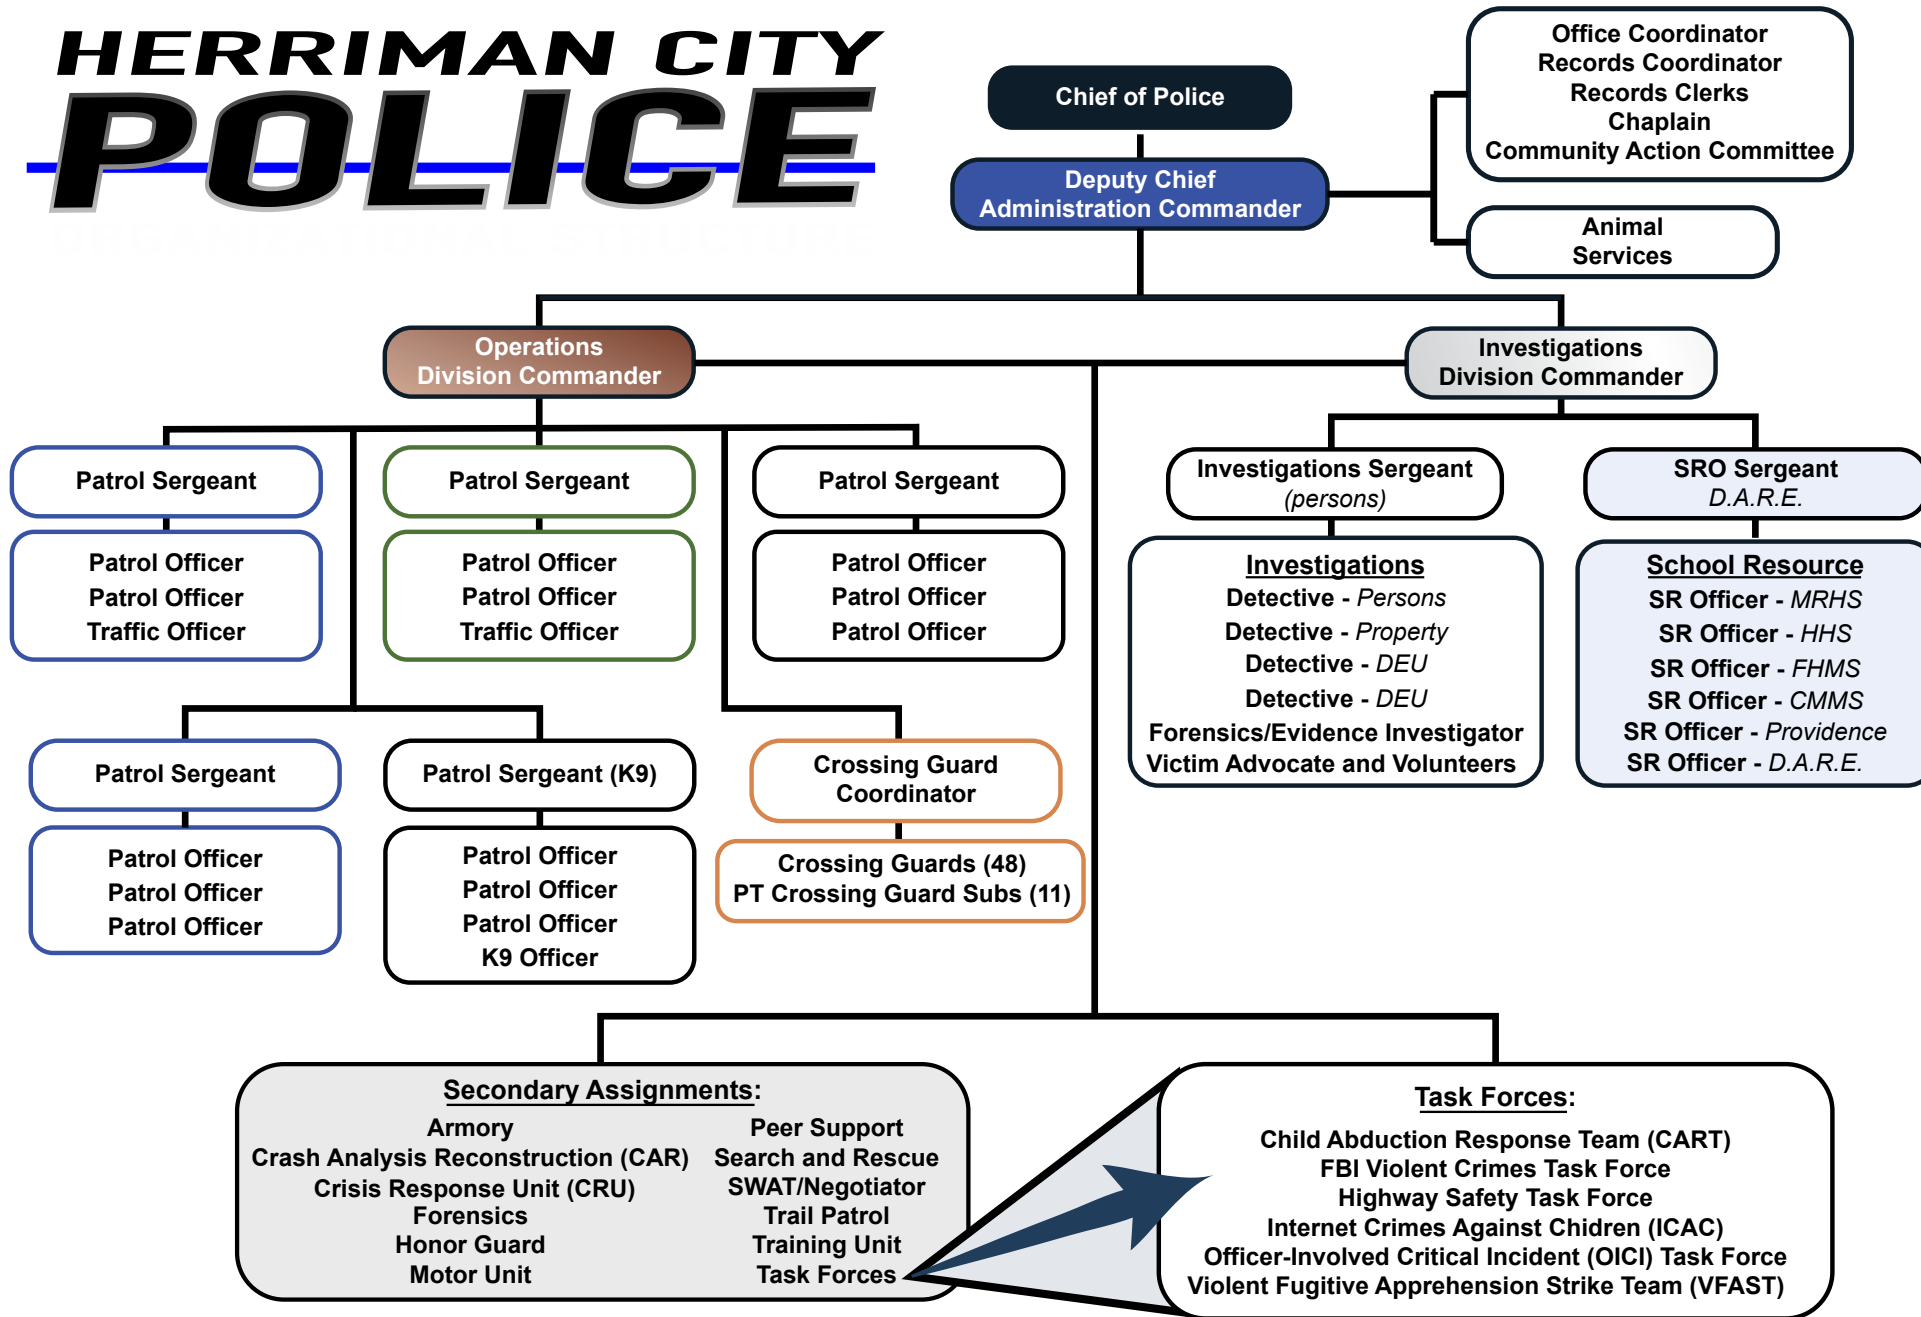 HERRIMAN CITY
POLICE
Chief of Police
Deputy Chief
Administration Commander
Office Coordinator
Records Coordinator
Records Clerks
Chaplain
Community Action Committee
Animal
Services
Operations
Division Commander
Investigations
Division Commander
Patrol Sergeant
Patrol Officer
Patrol Officer
Traffic Officer
Patrol Sergeant
Patrol Officer
Patrol Officer
Traffic Officer
Patrol Sergeant
Patrol Officer
Patrol Officer
Patrol Officer
Investigations Sergeant
(persons)
Investigations
Detective - Persons
Detective - Property
Detective - DEU
Detective - DEU
Forensics/Evidence Investigator
Victim Advocate and Volunteers
SRO Sergeant
D.A.R.E.
School Resource
SR Officer - MRHS
SR Officer - HHS
SR Officer - FHMS
SR Officer - CMMS
SR Officer - Providence
SR Officer - D.A.R.E.
Patrol Sergeant
Patrol Officer
Patrol Officer
Patrol Officer
Patrol Sergeant (K9)
Patrol Officer
Patrol Officer
Patrol Officer
K9 Officer
Crossing Guard
Coordinator
Crossing Guards (48)
PT Crossing Guard Subs (11)
Secondary Assignments:
Armory
Crash Analysis Reconstruction (CAR)
Crisis Response Unit (CRU)
Forensics
Honor Guard
Motor Unit
Peer Support
Search and Rescue
SWAT/Negotiator
Trail Patrol
Training Unit
Task Forces
Task Forces:
Child Abduction Response Team (CART)
FBI Violent Crimes Task Force
Highway Safety Task Force
Internet Crimes Against Chidren (ICAC)
Officer-Involved Critical Incident (OICI) Task Force
Violent Fugitive Apprehension Strike Team (VFAST)